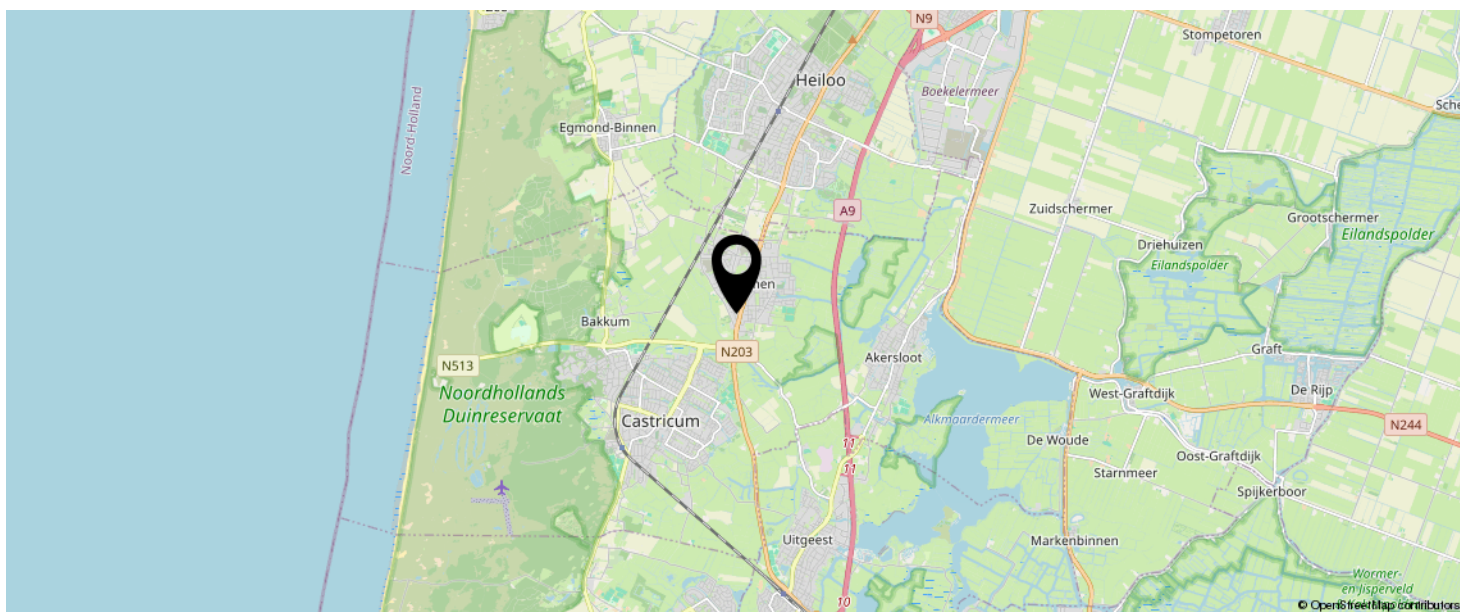 N9
Stompetoren
Heiloo
Boekelermeer
Noord-Holland
Egmond-Binnen
A9
Zuidschermer
Grootschermer
Eilandspolder
Driehuizen
Eilandspolder
Bakkum
N203
Akersloot
Graft
N513
De Rijp
Noordhollands
Duinreservaat
West-Graftdijk
Castricum
Alkmaardermeer
N244
De Woude
11
11
Oost-Graftdijk
Starnmeer
Spijkerboor
Uitgeest
Markenbinnen
Wormer-
en Jisperveld
10
© OpenStreetMap contributors